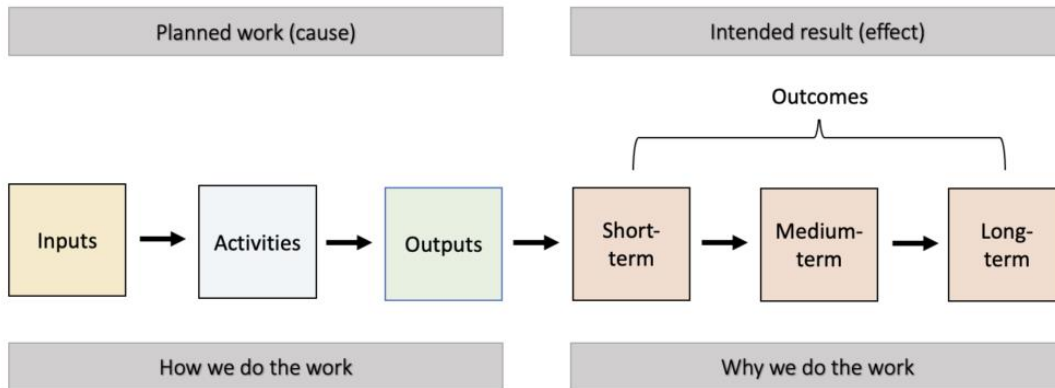 Planned work (cause)
Intended result (effect)
Outcomes
Inputs
Activities
Outputs
Short-
term
Medium-
term
Long-
term
How we do the work
Why we do the work